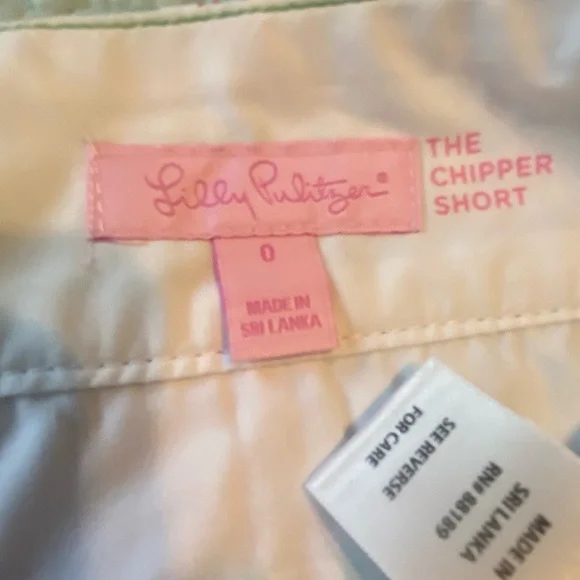 Lilly Pulitzer®
THE
CHIPPER
SHORT
0
MADE IN
SRI LANKA
SEE REVERSE
FOR CARE
MADE IN
SRI LANKA
RN# 88189